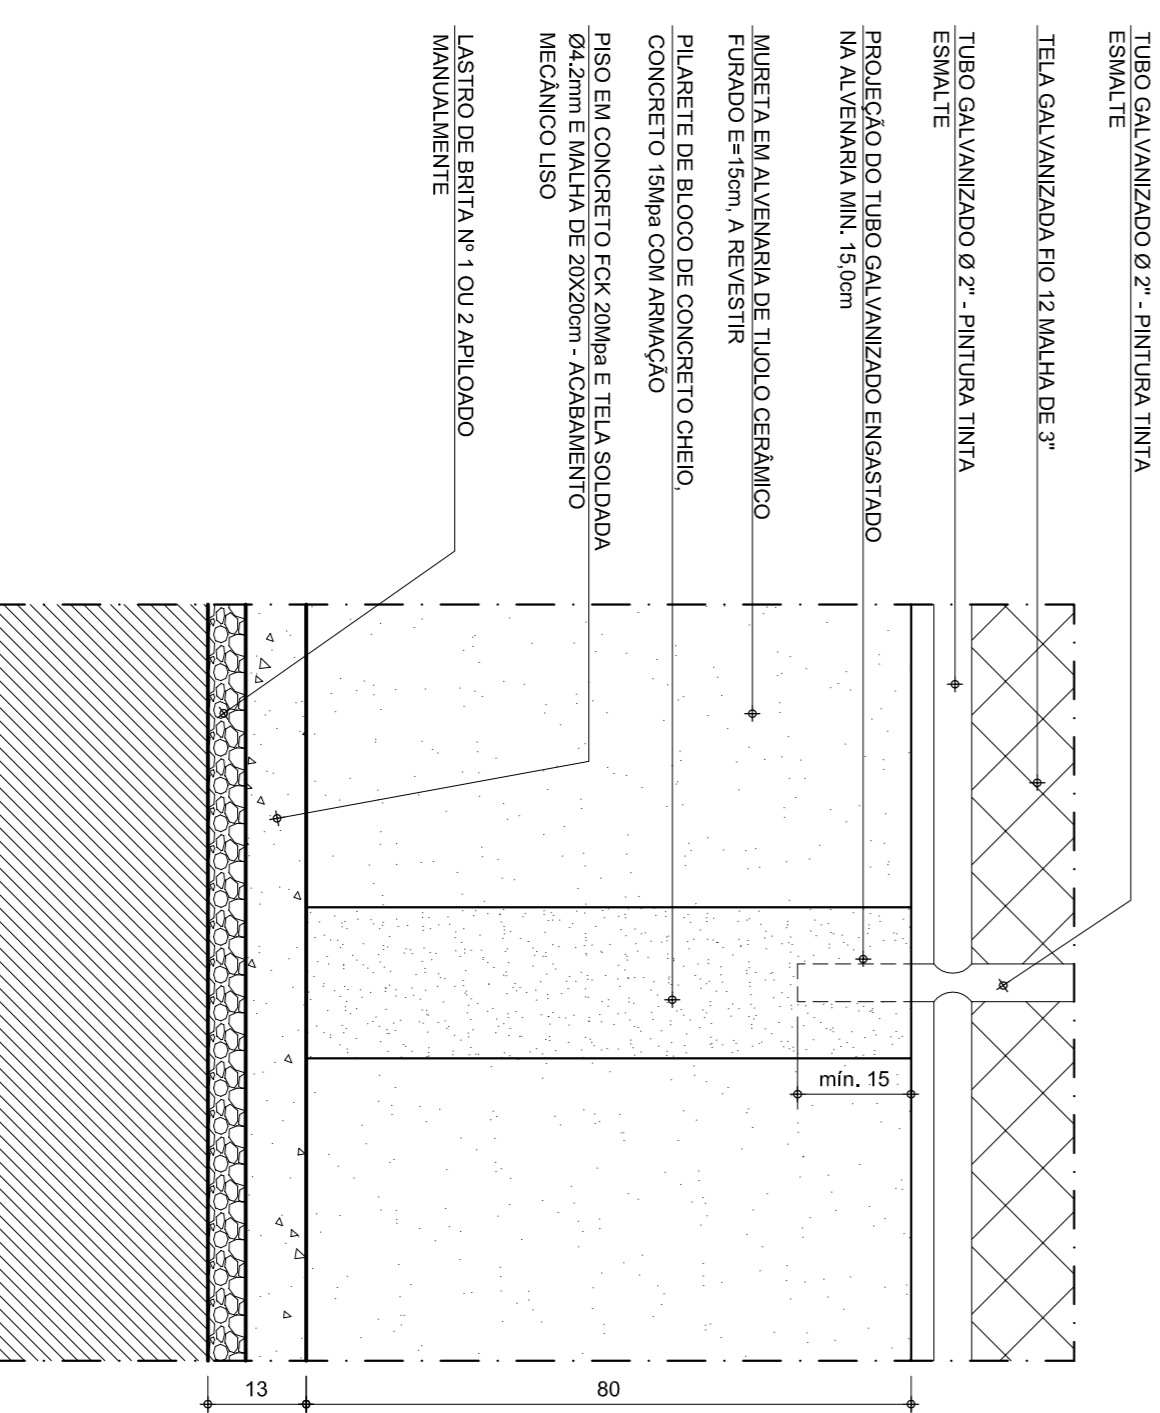 TUBO GALVANIZADO Ø 2" - PINTURA TINTA
ESMALTE
TELA GALVANIZADA FIO 12 MALHA DE 3"
TUBO GALVANIZADO Ø 2" - PINTURA TINTA
ESMALTE
PROJEÇÃO DO TUBO GALVANIZADO ENGASTADO
NA ALVENARIA MIN. 15,0cm
MURETA EM ALVENARIA DE TIJOLO CERÂMICO
FURADO E=15cm, A REVESTIR
PILARETE DE BLOCO DE CONCRETO CHEIO,
CONCRETO 15Mpa COM ARMAÇÃO
PISO EM CONCRETO FCK 20Mpa E TELA SOLDADA
Ø4.2mm E MALHA DE 20X20cm - ACABAMENTO
MECÂNICO LISO
LASTRO DE BRITA Nº 1 OU 2 APILOADO
MANUALMENTE
mín. 15
13
80